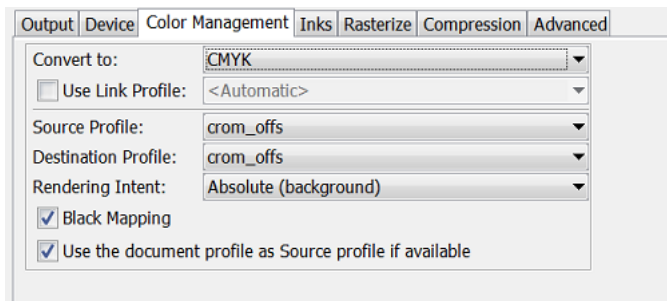 Output Device Color Management Inks Rasterize Compression Advanced
Convert to: CMYK
Use Link Profile: <Automatic>
Source Profile: crom_offs
Destination Profile: crom_offs
Rendering Intent: Absolute (background)
Black Mapping
Use the document profile as Source profile if available